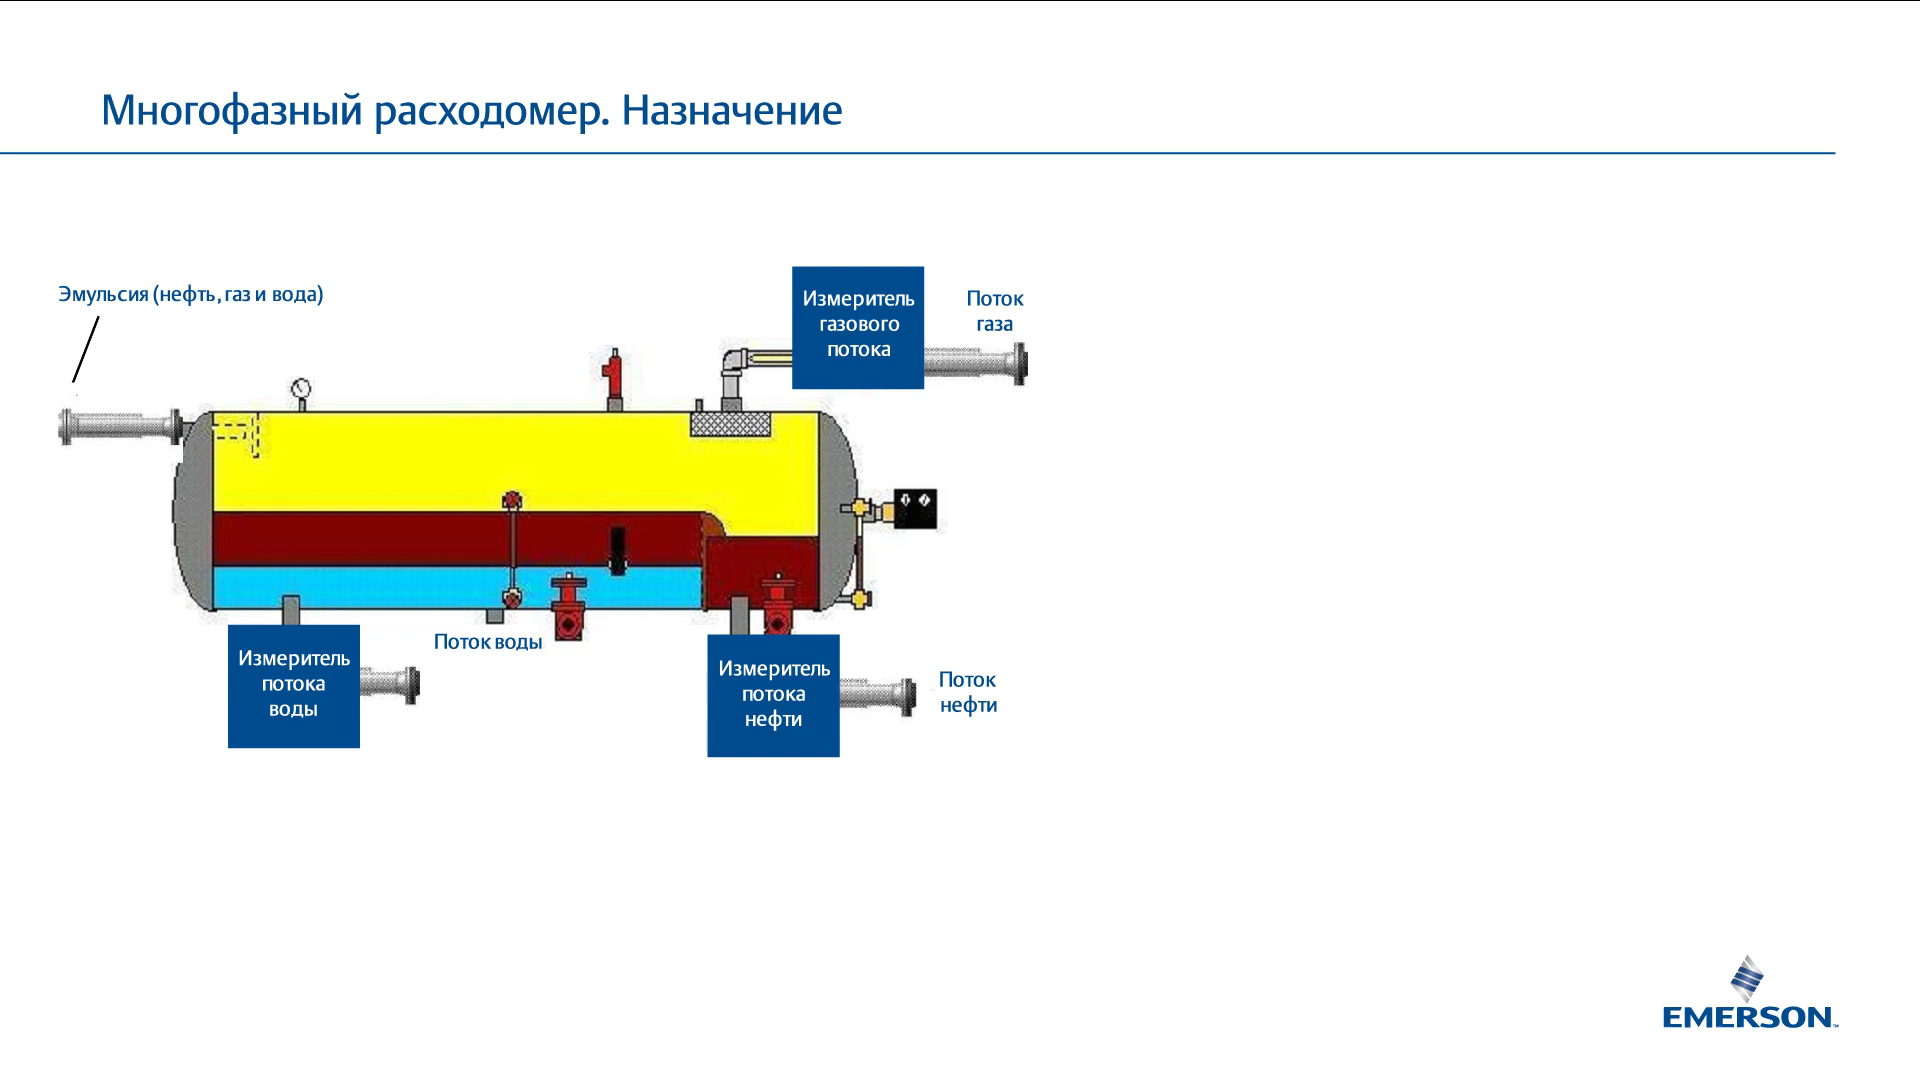 Многофазный расходомер. Назначение
Эмульсия (нефть, газ и вода)
Измеритель
газового
потока
Поток
газа
Поток воды
Измеритель
потока
воды
Измеритель
потока
нефти
Поток
нефти
EMERSON™